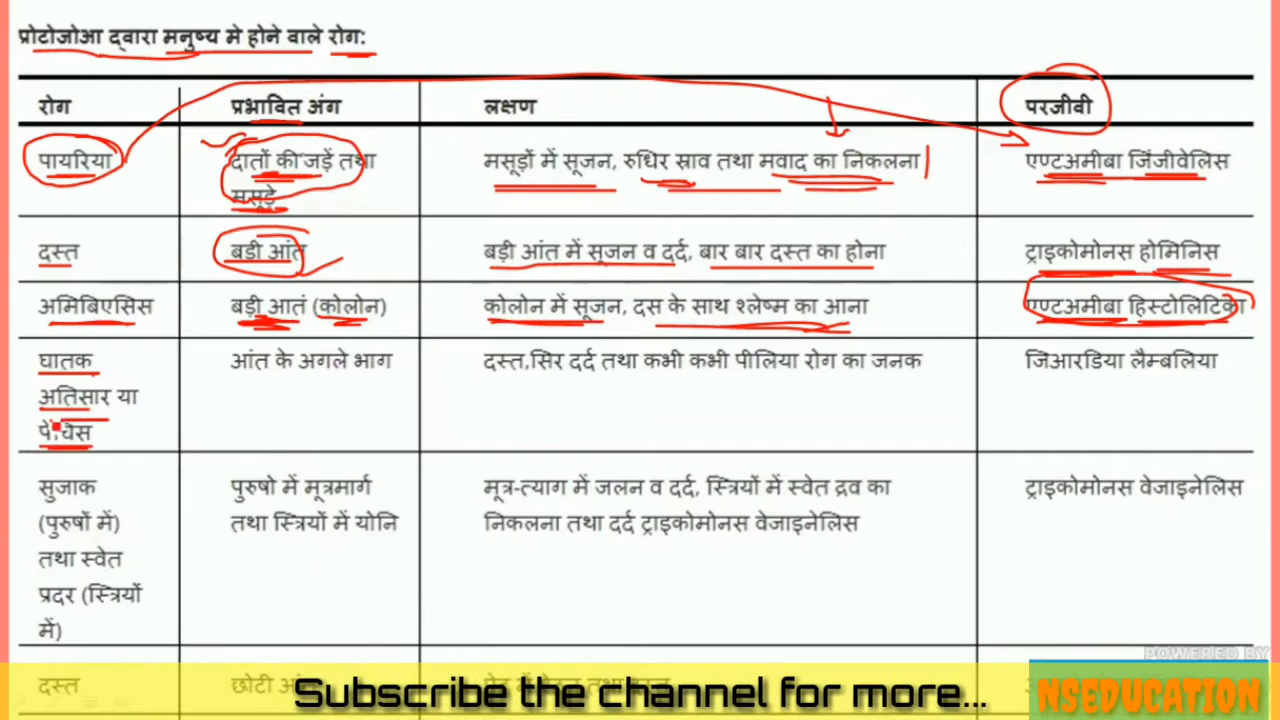 प्रोटोजोआ द्वारा मनुष्य मे होने वाले रोग:
रोग प्रभावित अंग लक्षण परजीवी
पायरिया दातों की जड़ें तथा मसूड़ों में सूजन, रुधिर स्राव तथा मवाद का निकलना एण्टअमीबा जिंजीवेलिस
मसूड़े
दस्त बडी आंत बड़ी आंत में सूजन व दर्द, बार बार दस्त का होना ट्राइकोमोनस होमिनिस
अमिबिएसिस बड़ी आतं (कोलोन) कोलोन में सूजन, दस के साथ श्लेष्म का आना एण्टअमीबा हिस्टोलिटिका
घातक आंत के अगले भाग दस्त,सिर दर्द तथा कभी कभी पीलिया रोग का जनक जिआरडिया लैम्बलिया
अतिसार या
सुजाक पुरुषो में मूत्रमार्ग मूत्र-त्याग में जलन व दर्द, स्त्रियों में स्वेत द्रव का ट्राइकोमोनस वेजाइनेलिस
(पुरुषों में) तथा स्त्रियों में योनि निकलना तथा दर्द ट्राइकोमोनस वेजाइनेलिस
तथा स्वेत
प्रदर (स्त्रियों
में)
POWERED BY
दस्त छोटी
Subscribe the channel for more...
NSEDUCATION